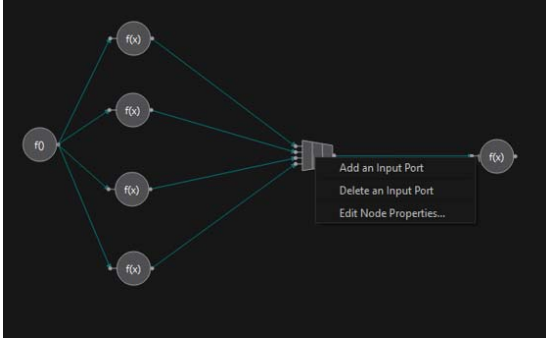 f(x)
f(x)
f()
f(x)
f(x)
f(x)
Add an Input Port
Delete an Input Port
Edit Node Properties...